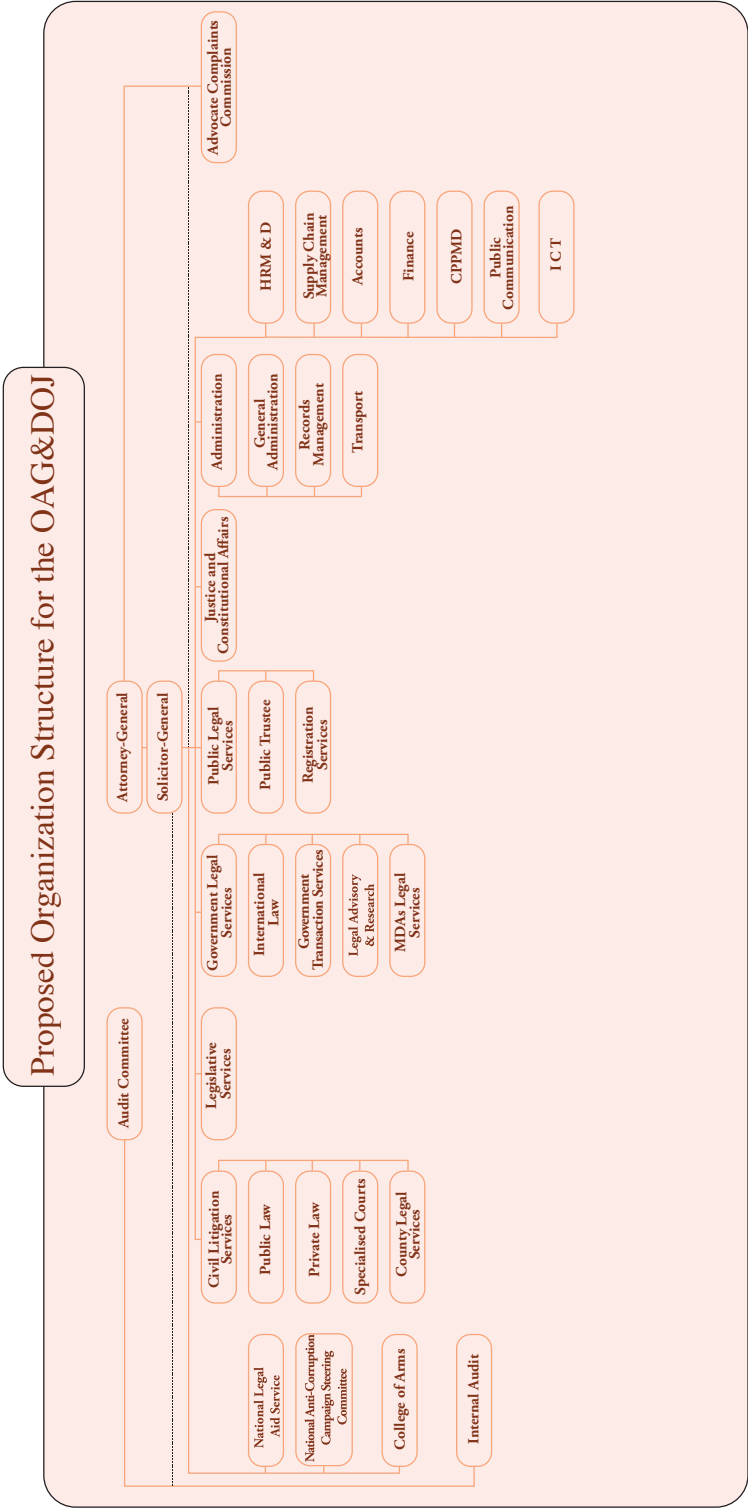 Proposed Organization Structure for the OAG&DOJ
Audit Committee
Attorney-General
Solicitor-General
Civil Litigation
Services
Public Law
Private Law
Specialised Courts
County Legal
Services
Legislative
Services
Government Legal
Services
International
Law
Government
Transaction Services
Legal Advisory
& Research
MDAs Legal
Services
Public Legal
Services
Public Trustee
Registration
Services
Justice and
Constitutional Affairs
Administration
General
Administration
Records
Management
Transport
Advocate Complaints
Commission
HRM & D
Supply Chain
Management
Accounts
Finance
CPPMD
Public
Communication
I C T
National Legal
Aid Service
National Anti-Corruption
Campaign Steering
Committee
College of Arms
Internal Audit